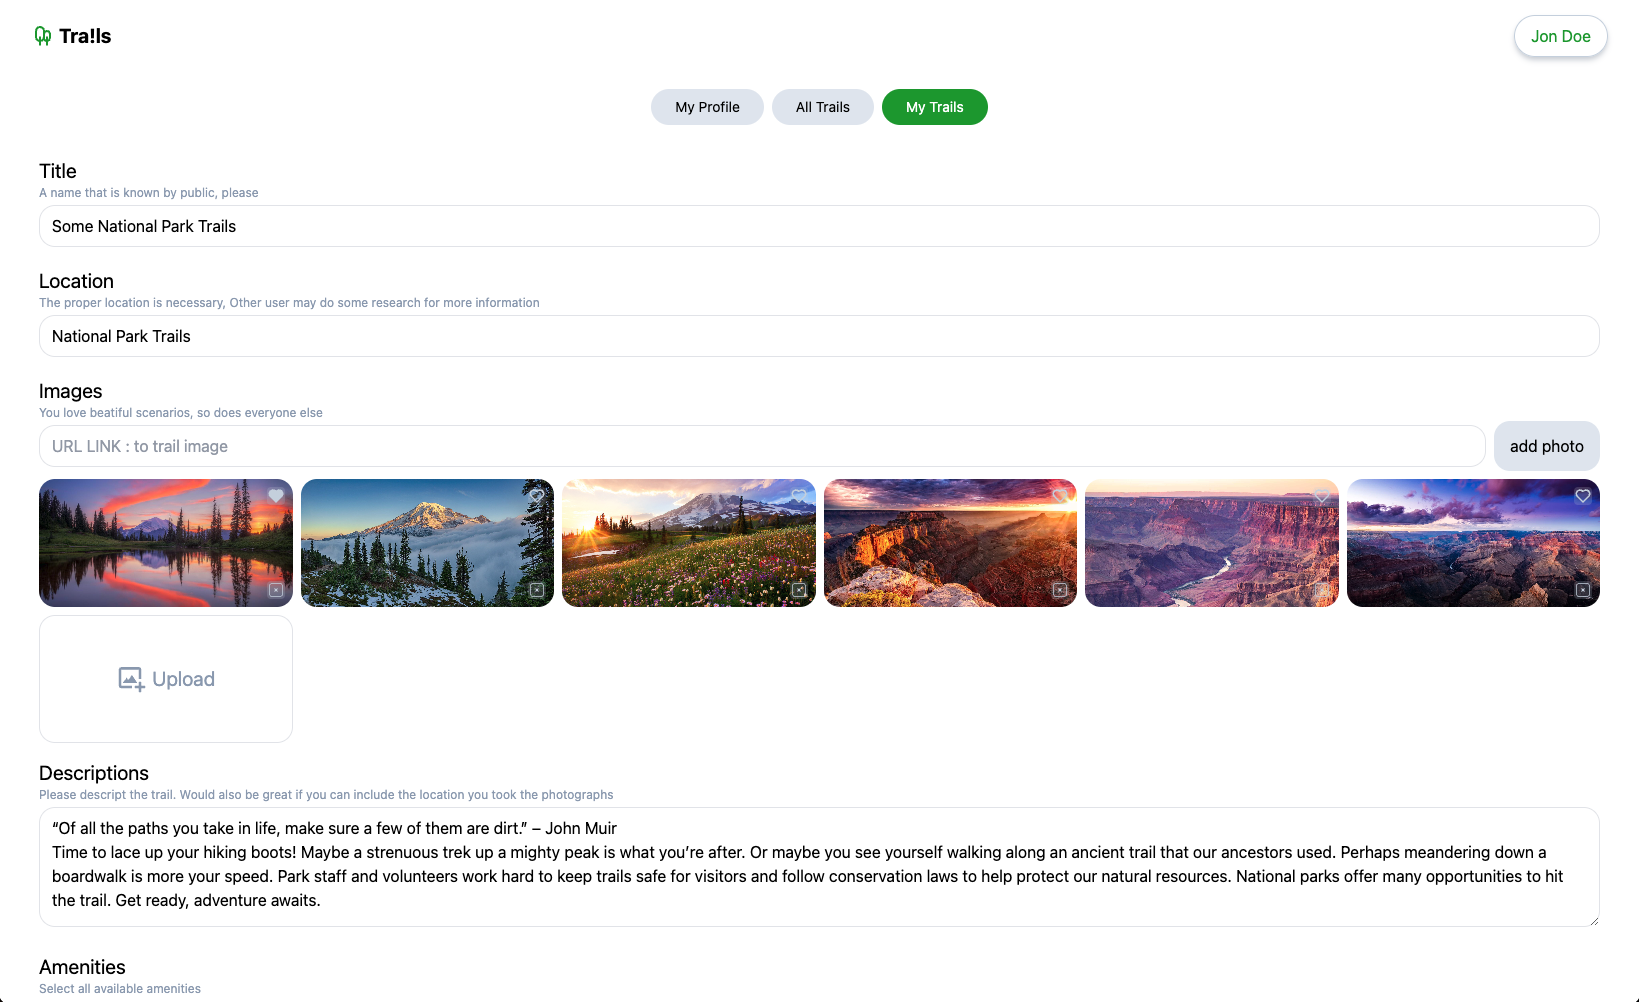 Tra!ls
Jon Doe
My Profile
All Trails
My Trails
Title
A name that is known by public, please
Some National Park Trails
Location
The proper location is necessary, Other user may do some research for more information
National Park Trails
Images
You love beatiful scenarios, so does everyone else
URL LINK : to trail image
add photo
Upload
Descriptions
Please descript the trail. Would also be great if you can include the location you took the photographs
“Of all the paths you take in life, make sure a few of them are dirt.” – John Muir
Time to lace up your hiking boots! Maybe a strenuous trek up a mighty peak is what you’re after. Or maybe you see yourself walking along an ancient trail that our ancestors used. Perhaps meandering down a
boardwalk is more your speed. Park staff and volunteers work hard to keep trails safe for visitors and follow conservation laws to help protect our natural resources. National parks offer many opportunities to hit
the trail. Get ready, adventure awaits.
Amenities
Select all available amenities